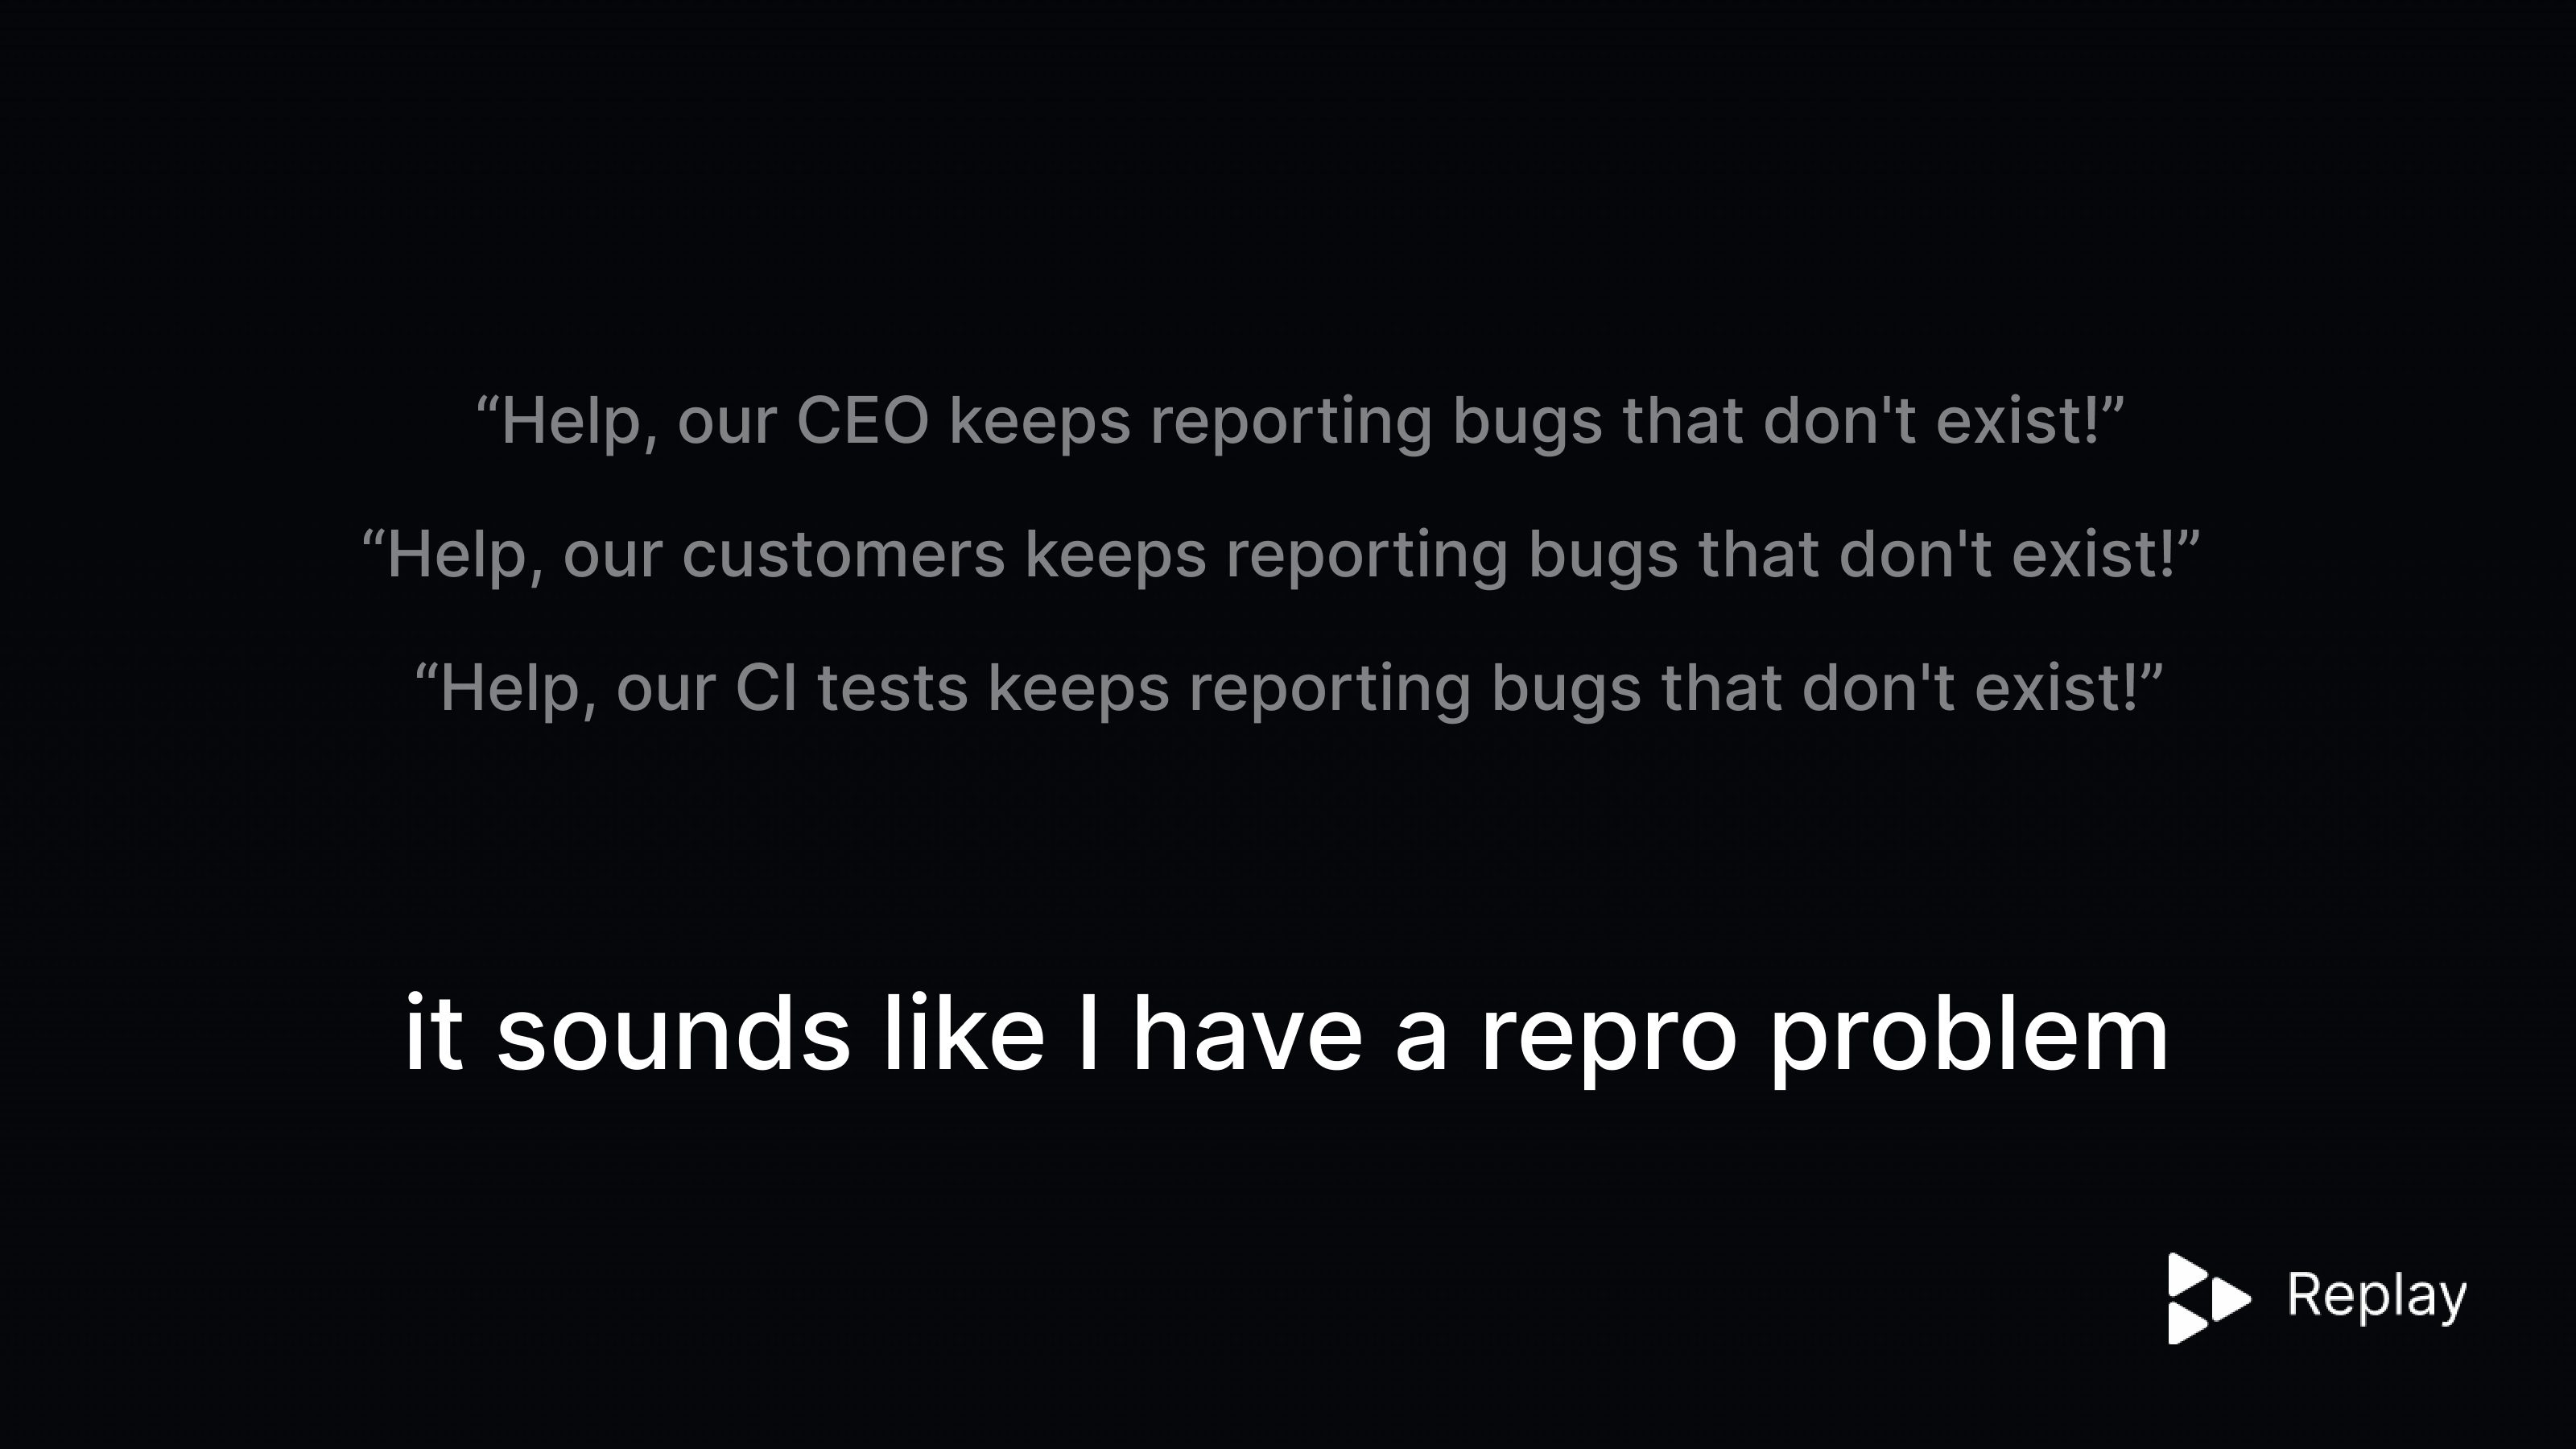 “Help, our CEO keeps reporting bugs that don't exist!”
“Help, our customers keeps reporting bugs that don't exist!”
“Help, our CI tests keeps reporting bugs that don't exist!”
it sounds like I have a repro problem
Replay